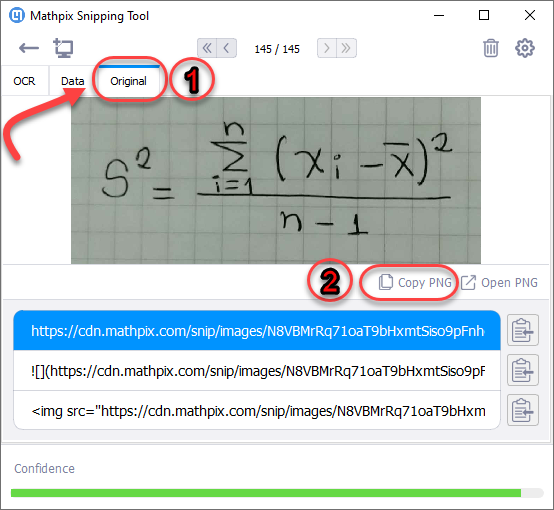 Mathpix Snipping Tool
145 / 145
OCR Data Original
1
S² = \frac{\sum_{i=1}^{n} (x_i - \overline{x})^2}{n-1}
2
Copy PNG Open PNG
https://cdn.mathpix.com/snip/images/N8VBMrRq71oaT9bHxmtSiso9pFnh
![](https://cdn.mathpix.com/snip/images/N8VBMrRq71oaT9bHxmtSiso9pF
<img src="https://cdn.mathpix.com/snip/images/N8VBMrRq71oaT9bHxm
Confidence